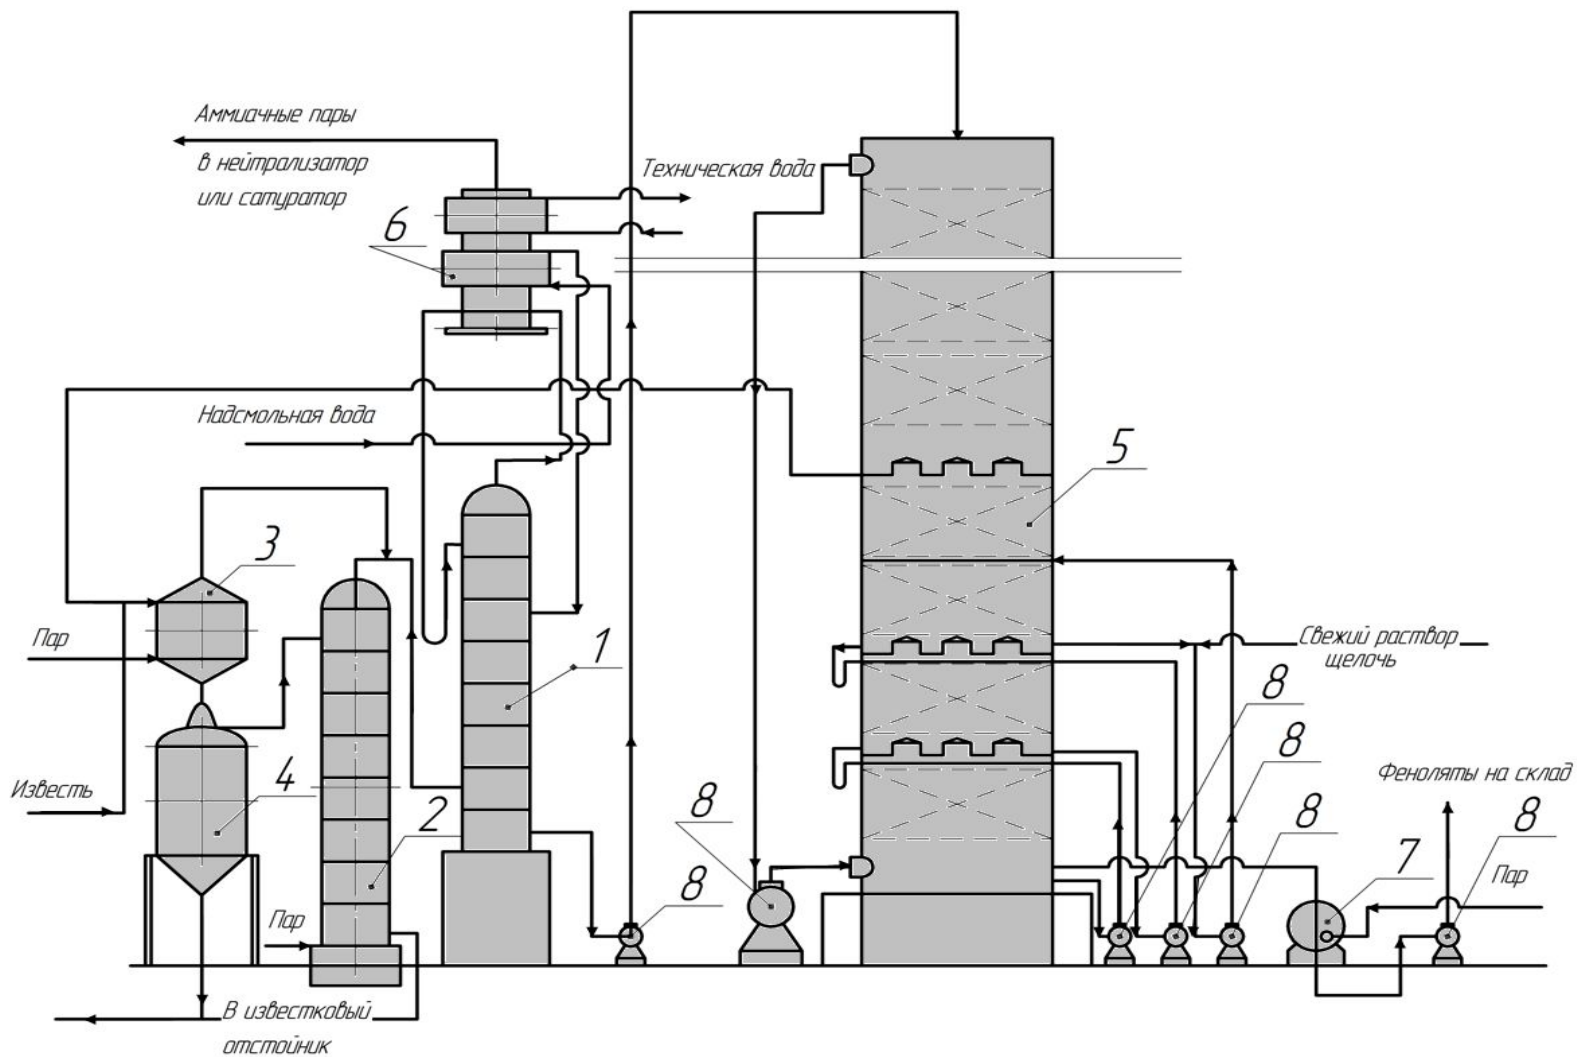 Аммиачные пары
в нейтрализатор
или сатуратор
Техническая вода
6
Надсмольная вода
5
3
Пар
1
Свежий раствор
щелочь
8
8
Известь
4
2
8
Феноляты на склад
8
8
7
8
Пар
Пар
В известковый
отстойник